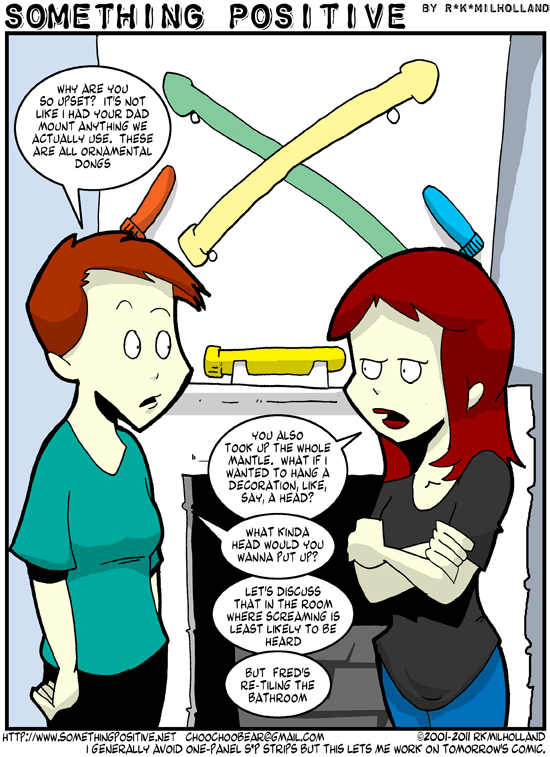 SOMETHING POSITIVE BY R*K*MILHOLLAND
WHY ARE YOU
SO UPSET? IT'S NOT
LIKE I HAD YOUR DAD
MOUNT ANYTHING WE
ACTUALLY USE. THESE
ARE ALL ORNAMENTAL
DONGS
YOU ALSO
TOOK UP THE WHOLE
MANTLE. WHAT IF I
WANTED TO HANG A
DECORATION, LIKE,
SAY, A HEAD?
WHAT KINDA
HEAD WOULD YOU
WANNA PUT UP?
LET'S DISCUSS
THAT IN THE ROOM
WHERE SCREAMING IS
LEAST LIKELY TO BE
HEARD
BUT FRED'S
RE-TILING THE
BATHROOM
HTTP://WWW.SOMETHINGPOSITIVE.NET CHOOCHOOBEAR@GMAIL.COM ©2001-2011 RKMILHOLLAND
I GENERALLY AVOID ONE-PANEL S*P STRIPS BUT THIS LETS ME WORK ON TOMORROW'S COMIC.